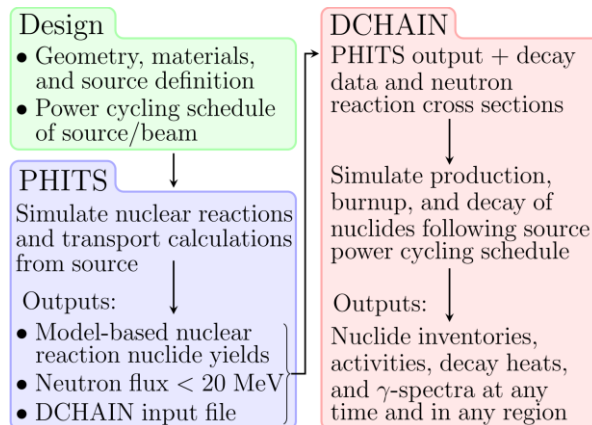 Design
• Geometry, materials,
and source definition
• Power cycling schedule
of source/beam
PHITS
Simulate nuclear reactions
and transport calculations
from source
Outputs:
• Model-based nuclear
reaction nuclide yields
• Neutron flux < 20 MeV
• DCHAIN input file
DCHAIN
PHITS output + decay
data and neutron
reaction cross sections
Simulate production,
burnup, and decay of
nuclides following source
power cycling schedule
Outputs:
Nuclide inventories,
activities, decay heats,
and γ-spectra at any
time and in any region